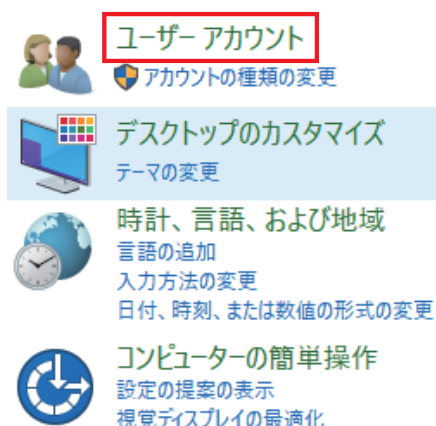 ユーザー アカウント
アカウントの種類の変更
デスクトップのカスタマイズ
テーマの変更
時計、言語、および地域
言語の追加
入力方法の変更
日付、時刻、または数値の形式の変更
コンピューターの簡単操作
設定の提案の表示
視覚ディスプレイの最適化